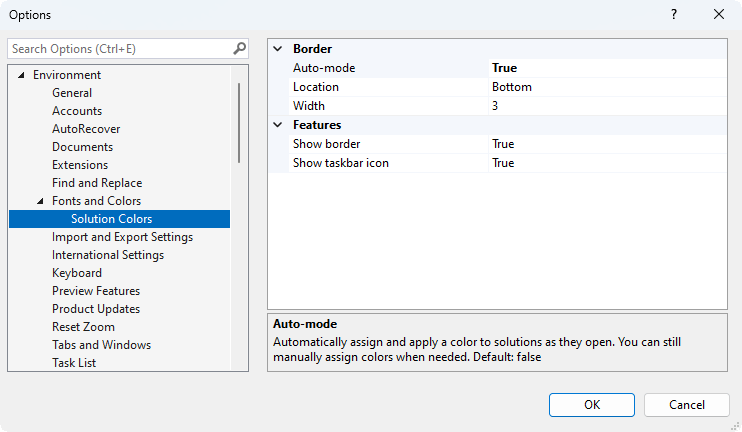 Options
?
Search Options (Ctrl+E)
Environment
General
Accounts
AutoRecover
Documents
Extensions
Find and Replace
Fonts and Colors
Solution Colors
Import and Export Settings
International Settings
Keyboard
Preview Features
Product Updates
Reset Zoom
Tabs and Windows
Task List
Border
Auto-mode True
Location Bottom
Width 3
Features
Show border True
Show taskbar icon True
Auto-mode
Automatically assign and apply a color to solutions as they open. You can still
manually assign colors when needed. Default: false
OK Cancel